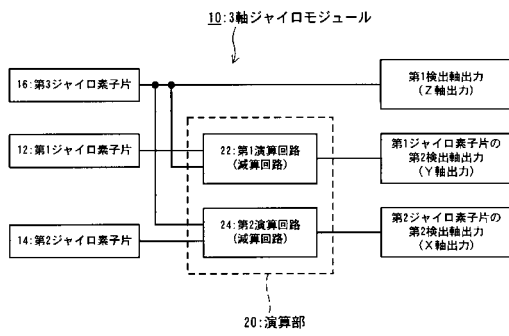 10:3軸ジャイロモジュール
16:第3ジャイロ素子片
第1検出軸出力
(Z軸出力)
12:第1ジャイロ素子片
22:第1演算回路
(減算回路)
第1ジャイロ素子片の
第2検出軸出力
(Y軸出力)
14:第2ジャイロ素子片
24:第2演算回路
(減算回路)
第2ジャイロ素子片の
第2検出軸出力
(X軸出力)
20:演算部